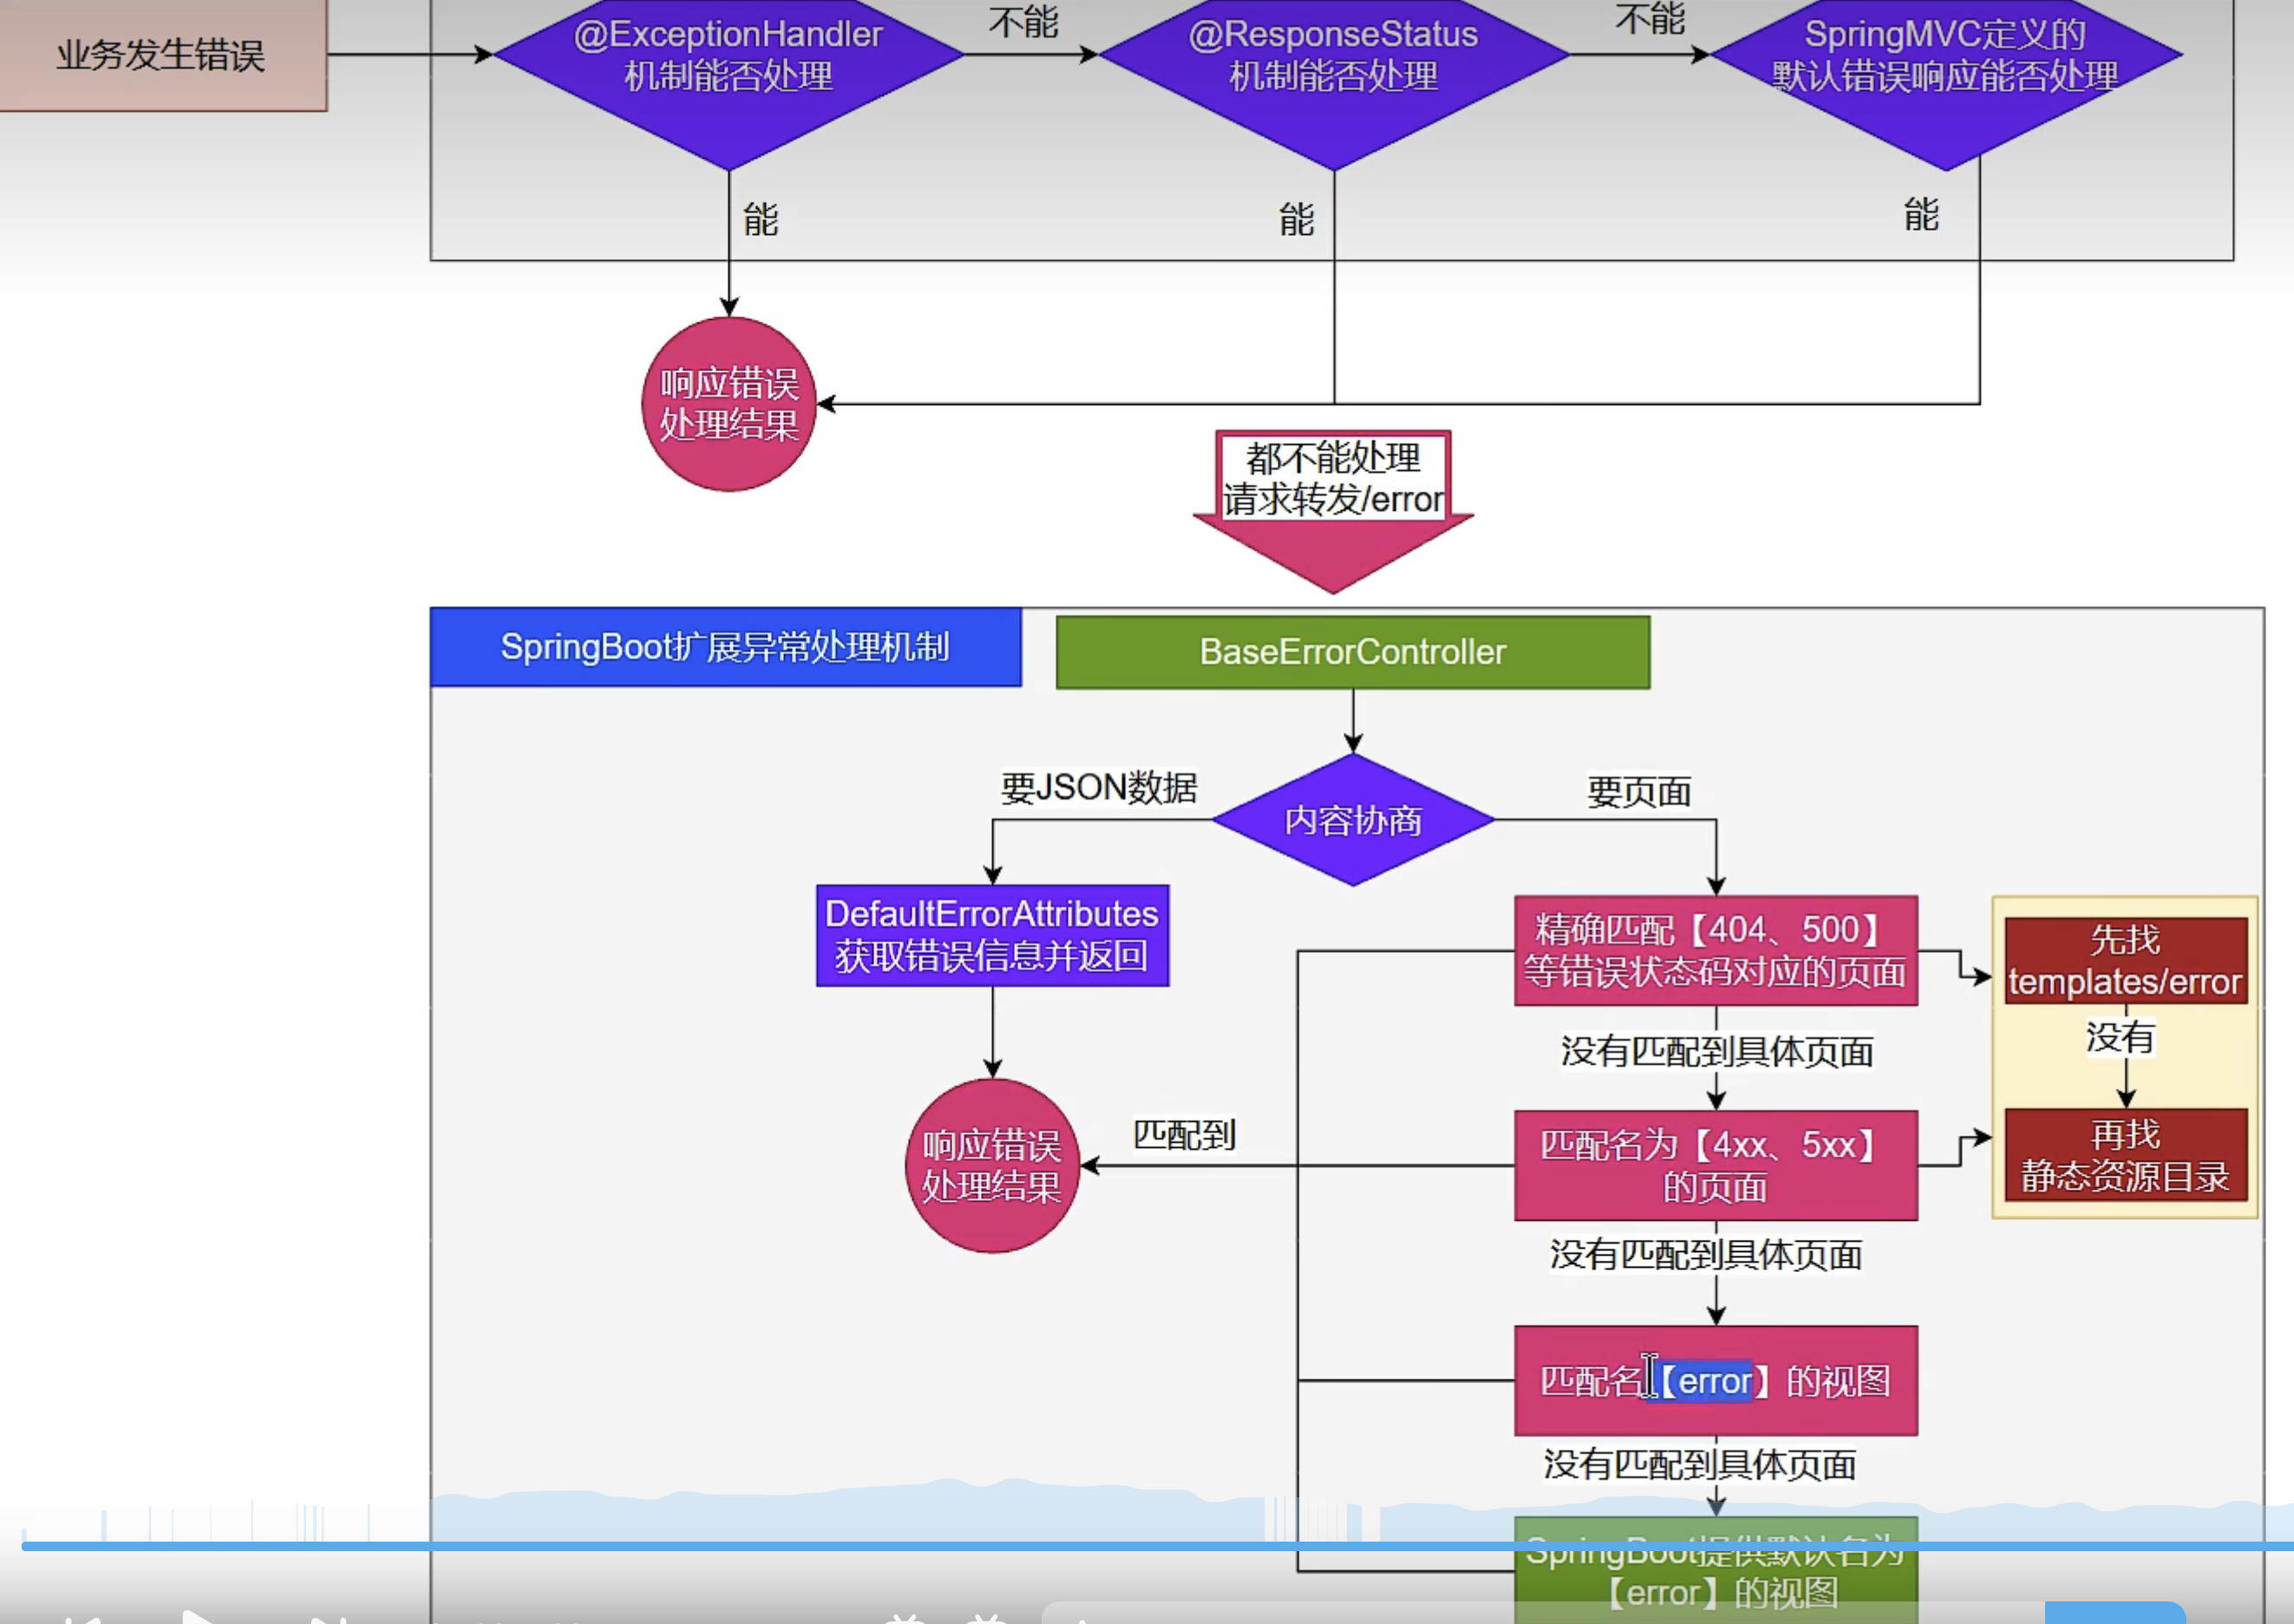 业务发生错误
@ExceptionHandler
机制能否处理
不能
@ResponseStatus
机制能否处理
不能
SpringMVC定义的
默认错误响应能否处理
能
能
能
响应错误
处理结果
都不能处理
请求转发/error
SpringBoot扩展异常处理机制
BaseErrorController
要JSON数据
内容协商
要页面
DefaultErrorAttributes
获取错误信息并返回
精确匹配【404、500】
等错误状态码对应的页面
先找
templates/error
没有
再找
静态资源目录
没有匹配到具体页面
匹配到
响应错误
处理结果
匹配名为【4xx、5xx】
的页面
没有匹配到具体页面
匹配名【error】的视图
没有匹配到具体页面
SpringBoot提供默认名为
【error】的视图